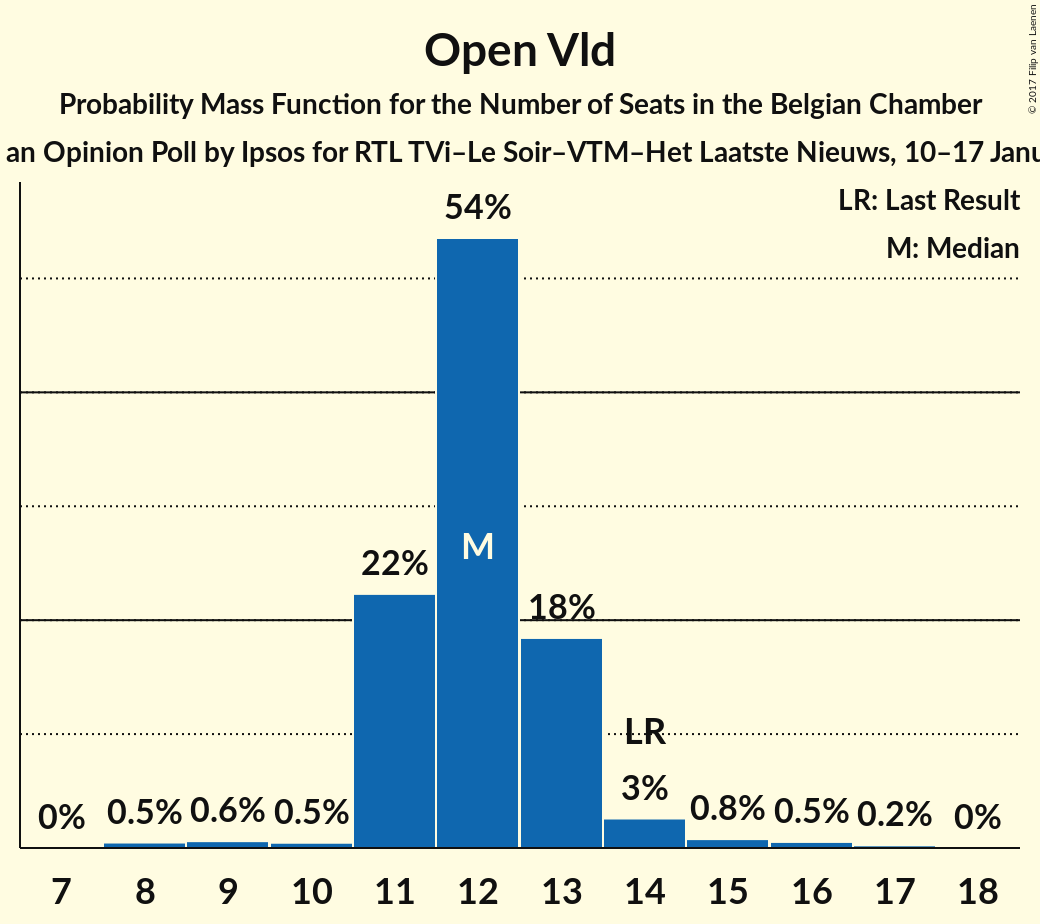 Open Vld
Probability Mass Function for the Number of Seats in the Belgian Chamber
an Opinion Poll by Ipsos for RTL TVi–Le Soir–VTM–Het Laatste Nieuws, 10–17 Janu
© 2017 Filip van Laenen
LR: Last Result
M: Median
54%
M
22%
18%
LR
3%
0% 0.5% 0.6% 0.5% 0.8% 0.5% 0.2% 0%
7 8 9 10 11 12 13 14 15 16 17 18